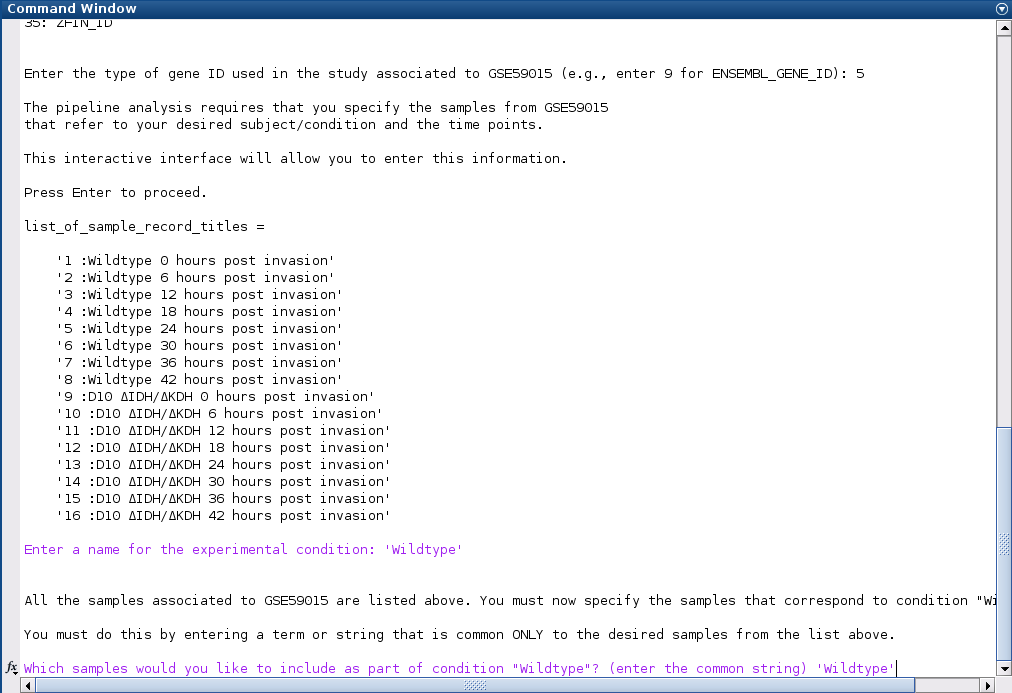 Command Window
35: ZFIN_ID
Enter the type of gene ID used in the study associated to GSE59015 (e.g., enter 9 for ENSEMBL_GENE_ID): 5
The pipeline analysis requires that you specify the samples from GSE59015
that refer to your desired subject/condition and the time points.
This interactive interface will allow you to enter this information.
Press Enter to proceed.
list_of_sample_record_titles =
'1 :Wildtype 0 hours post invasion'
'2 :Wildtype 6 hours post invasion'
'3 :Wildtype 12 hours post invasion'
'4 :Wildtype 18 hours post invasion'
'5 :Wildtype 24 hours post invasion'
'6 :Wildtype 30 hours post invasion'
'7 :Wildtype 36 hours post invasion'
'8 :Wildtype 42 hours post invasion'
'9 :D10 ΔIDH/ΔKDH 0 hours post invasion'
'10 :D10 ΔIDH/ΔKDH 6 hours post invasion'
'11 :D10 ΔIDH/ΔKDH 12 hours post invasion'
'12 :D10 ΔIDH/ΔKDH 18 hours post invasion'
'13 :D10 ΔIDH/ΔKDH 24 hours post invasion'
'14 :D10 ΔIDH/ΔKDH 30 hours post invasion'
'15 :D10 ΔIDH/ΔKDH 36 hours post invasion'
'16 :D10 ΔIDH/ΔKDH 42 hours post invasion'
Enter a name for the experimental condition: 'Wildtype'
All the samples associated to GSE59015 are listed above. You must now specify the samples that correspond to condition "Wi
You must do this by entering a term or string that is common ONLY to the desired samples from the list above.
fx Which samples would you like to include as part of condition "Wildtype"? (enter the common string) 'Wildtype'